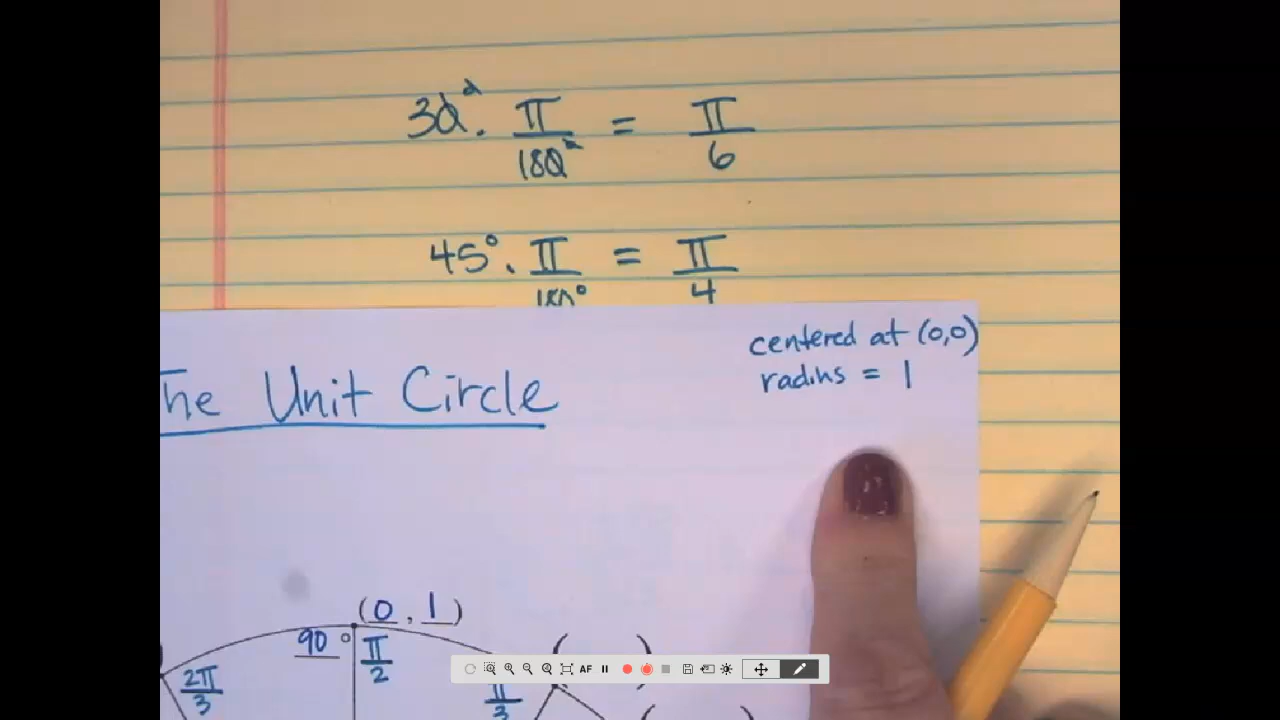 30° · π/180° = π/6
45° · π/180° = π/4
centered at (0,0)
radius = 1
The Unit Circle
(0, 1)
90° π/2
( )
2π/3 π/3
AF
( )